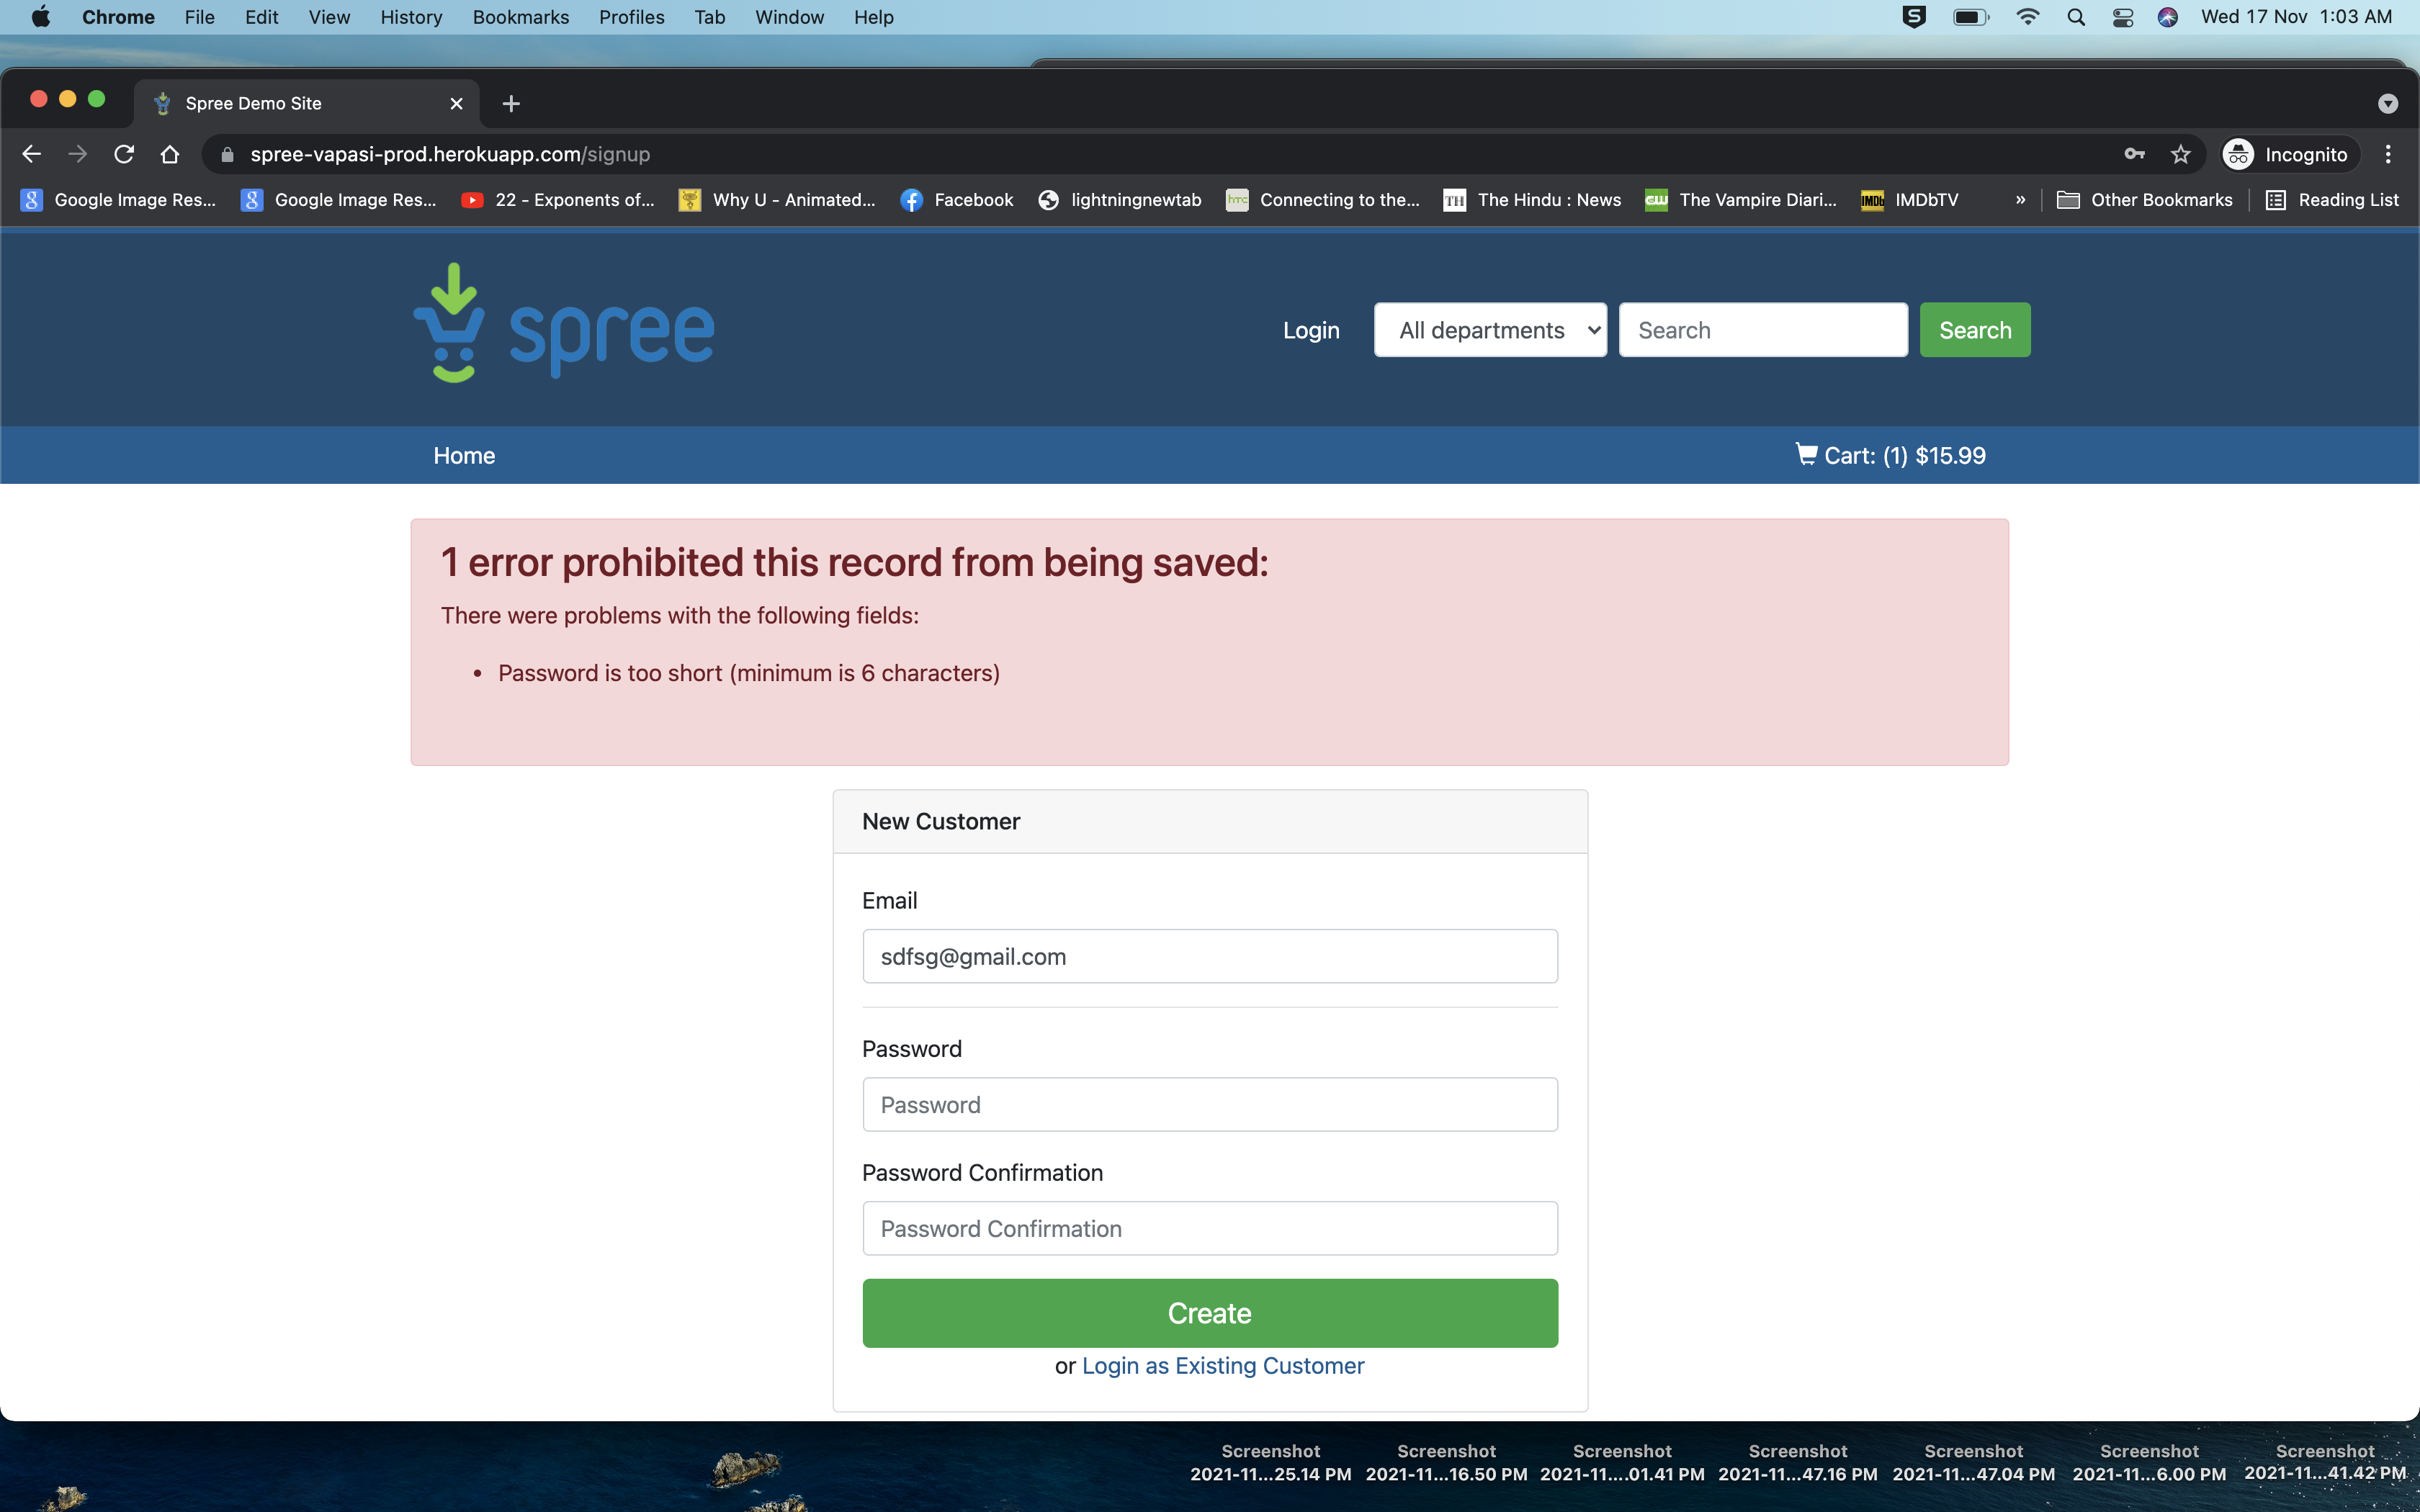 Chrome File Edit View History Bookmarks Profiles Tab Window Help
Wed 17 Nov 1:03 AM
Spree Demo Site
spree-vapasi-prod.herokuapp.com/signup
Incognito
Google Image Res... Google Image Res... 22 - Exponents of... Why U - Animated... Facebook lightningnewtab Connecting to the... The Hindu : News The Vampire Diari... IMDbTV » Other Bookmarks Reading List
spree
Login All departments Search Search
Home Cart: (1) $15.99
1 error prohibited this record from being saved:
There were problems with the following fields:
• Password is too short (minimum is 6 characters)
New Customer
Email
sdfsg@gmail.com
Password
Password
Password Confirmation
Password Confirmation
Create
or Login as Existing Customer
Screenshot Screenshot Screenshot Screenshot Screenshot Screenshot Screenshot
2021-11...25.14 PM 2021-11...16.50 PM 2021-11....01.41 PM 2021-11...47.16 PM 2021-11...47.04 PM 2021-11...6.00 PM 2021-11...41.42 PM